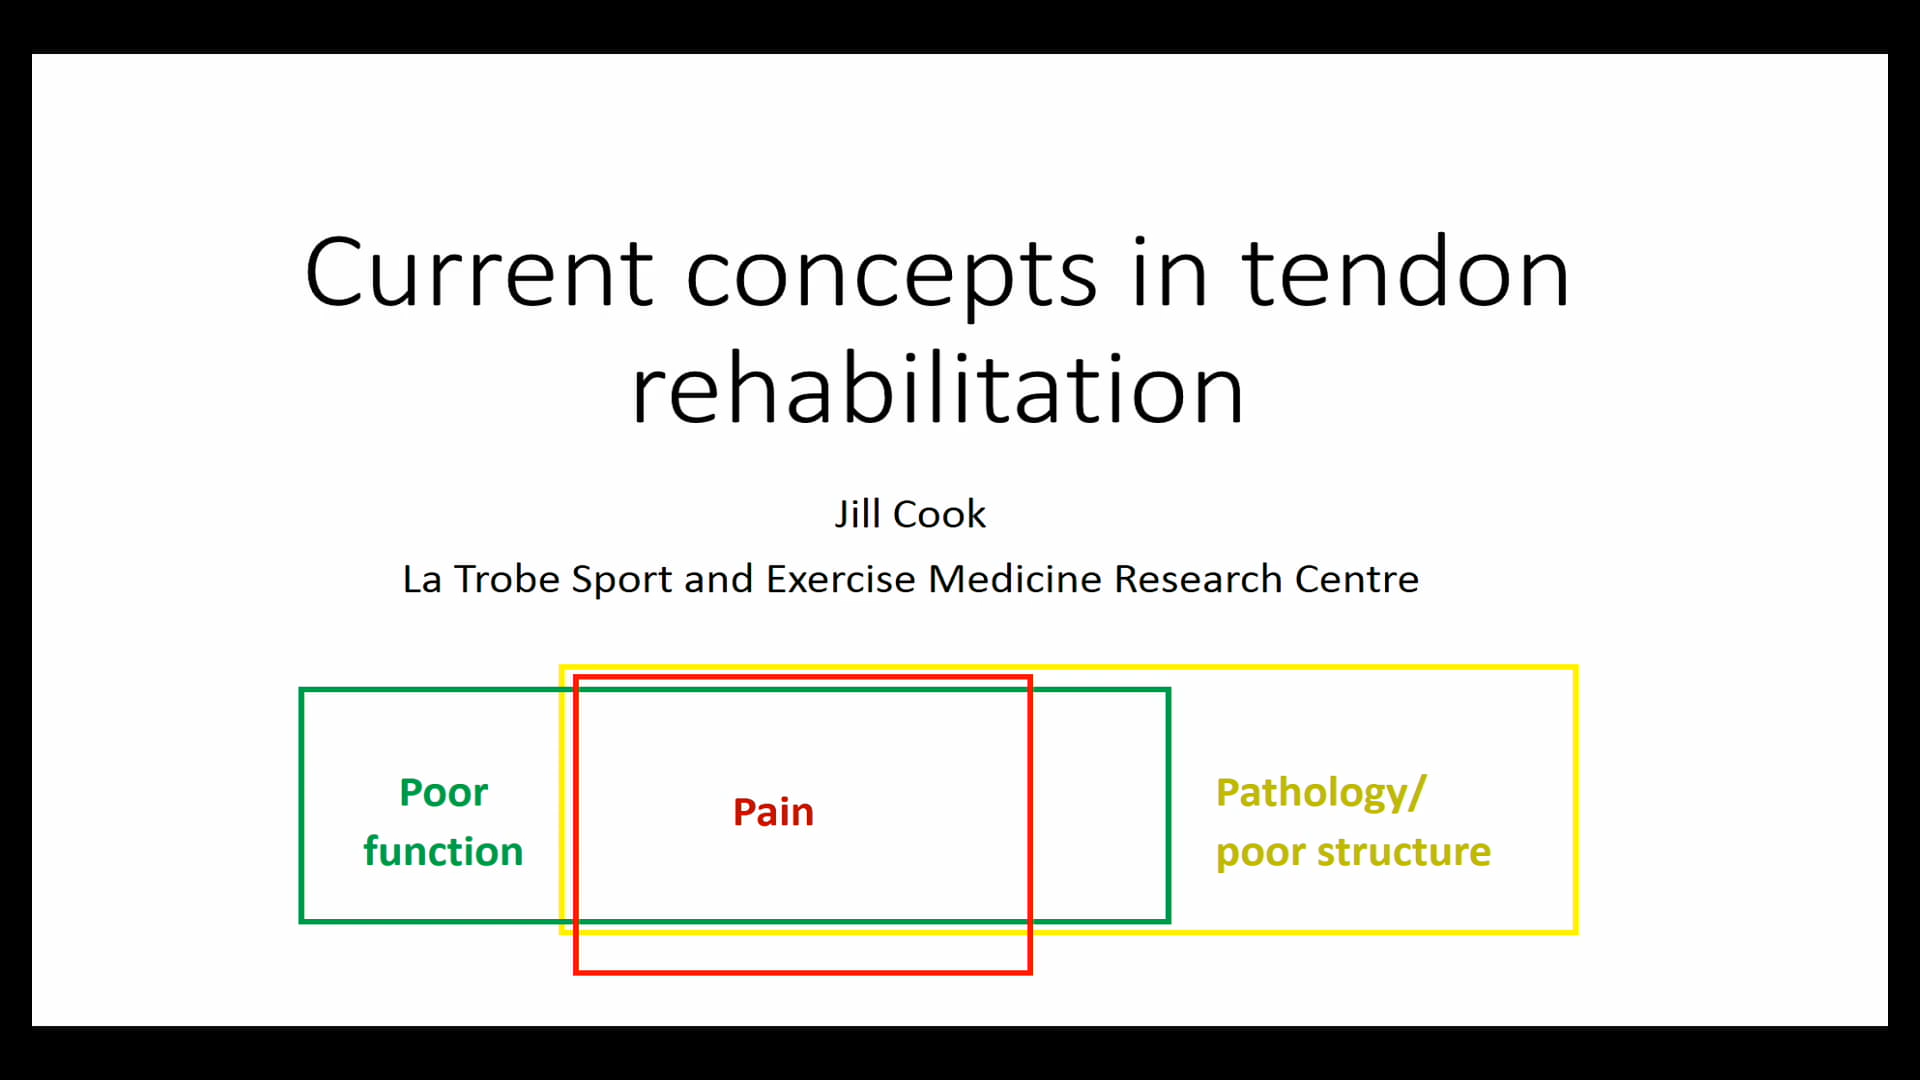 Current concepts in tendon
rehabilitation
Jill Cook
La Trobe Sport and Exercise Medicine Research Centre
Poor
function
Pain
Pathology/
poor structure